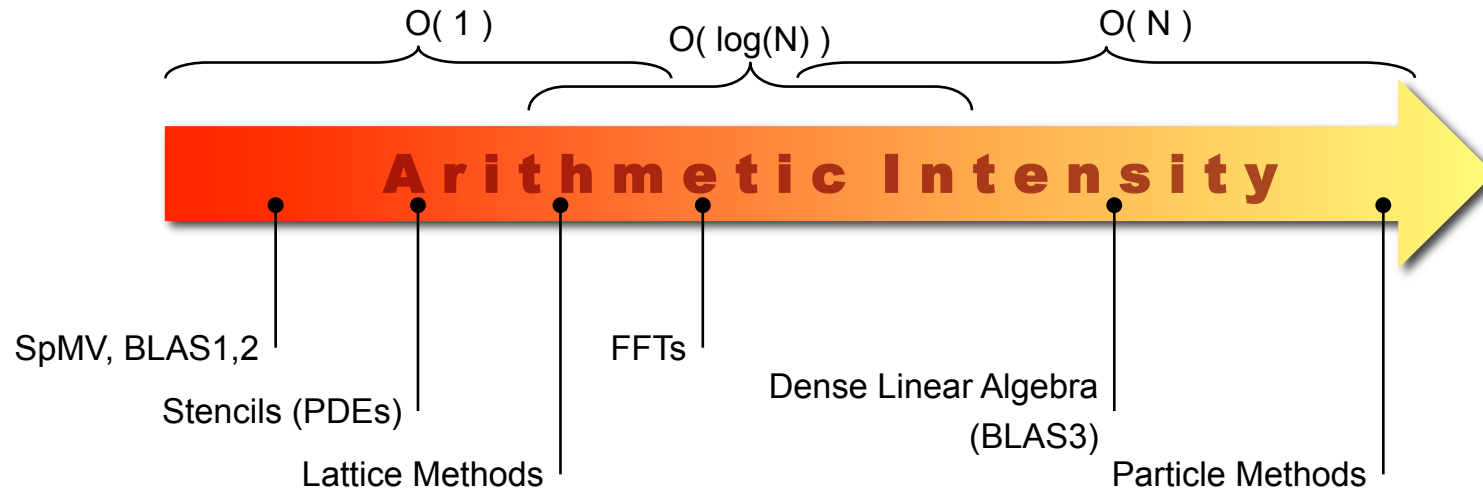 O( 1 )
O( log(N) )
O( N )
Arithmetic Intensity
SpMV, BLAS1,2
FFTs
Stencils (PDEs)
Dense Linear Algebra
(BLAS3)
Lattice Methods
Particle Methods